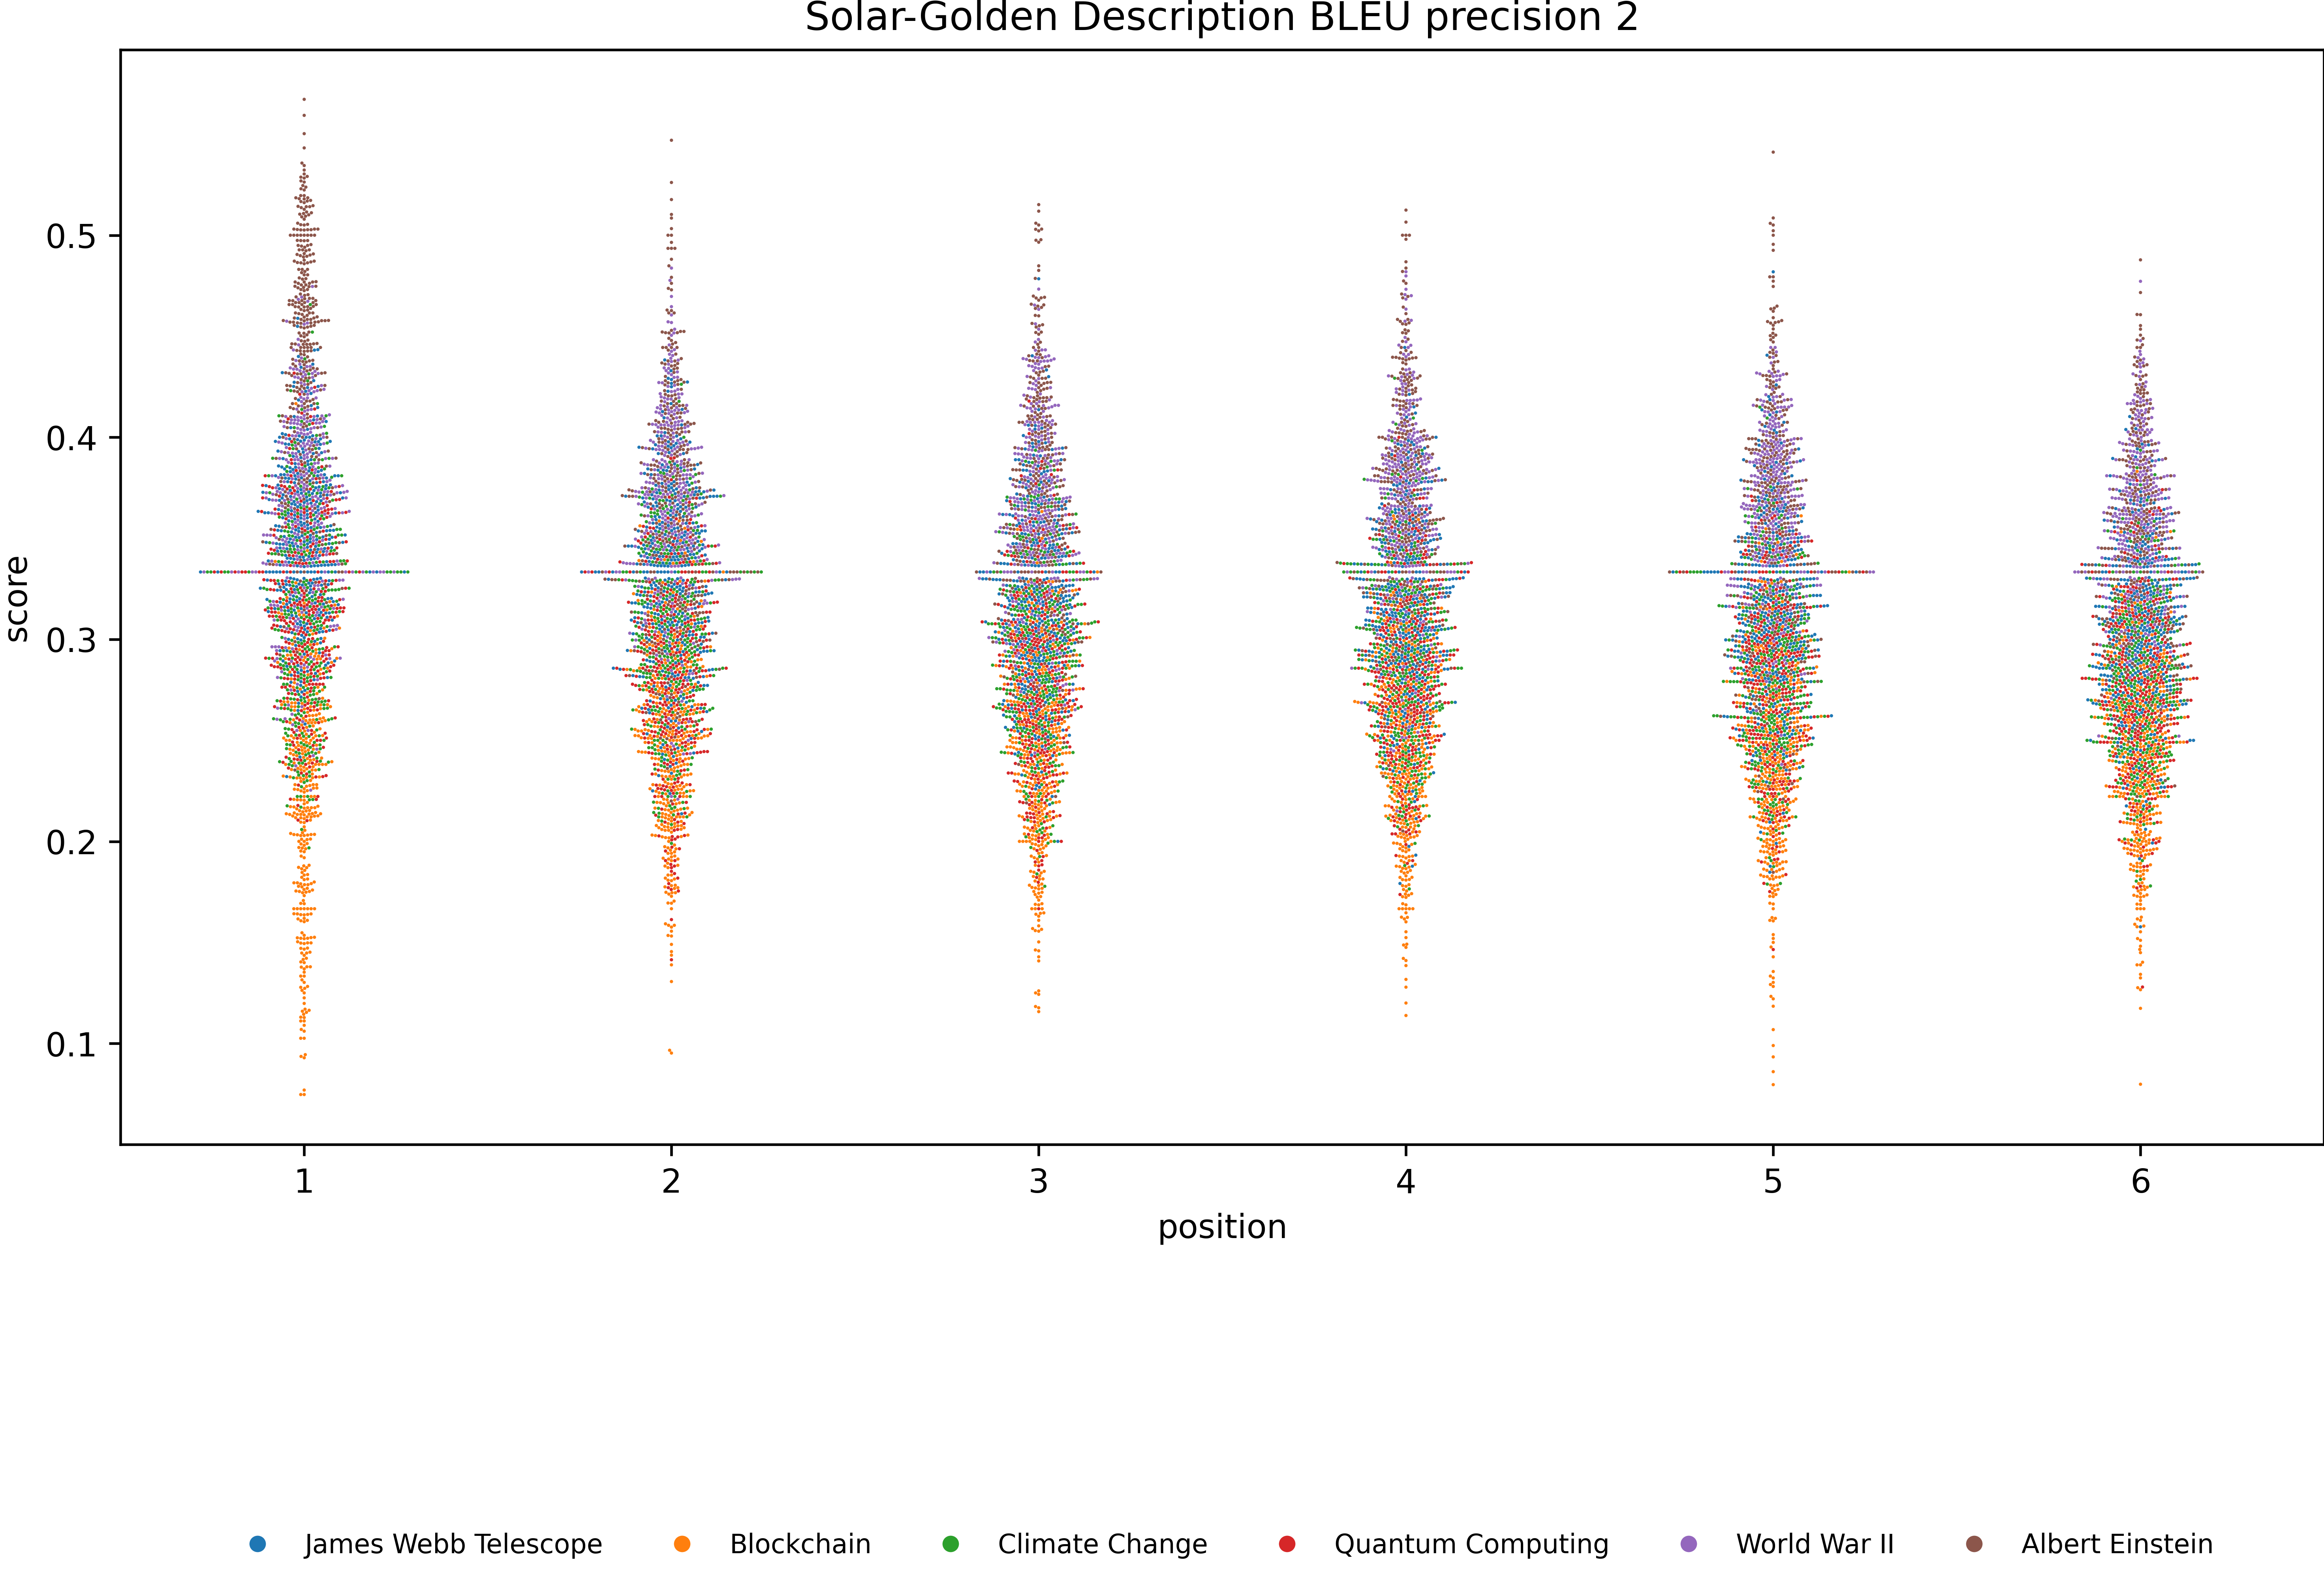 Solar-Golden Description BLEU precision 2
score
0.5
0.4
0.3
0.2
0.1
1 2 3 4 5 6
position
James Webb Telescope Blockchain Climate Change Quantum Computing World War II Albert Einstein